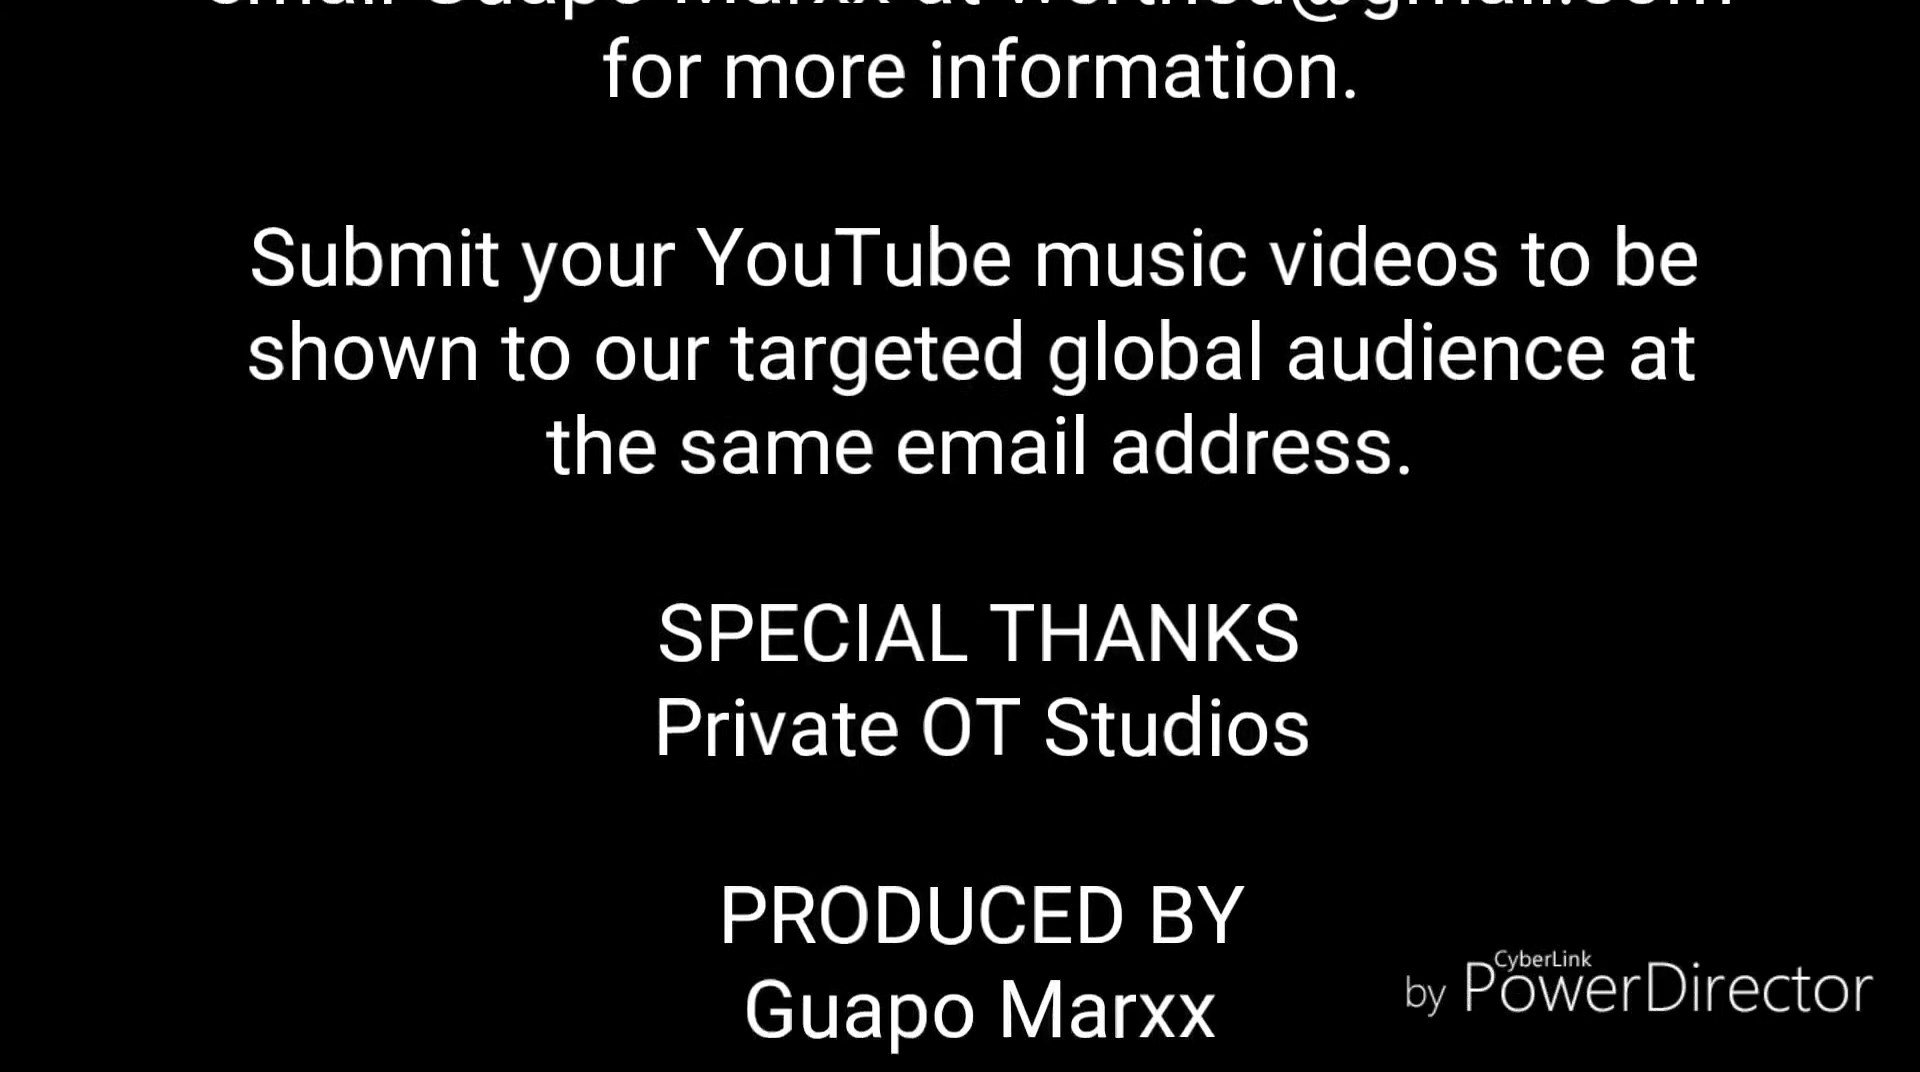 for more information.
Submit your YouTube music videos to be
shown to our targeted global audience at
the same email address.
SPECIAL THANKS
Private OT Studios
PRODUCED BY
Guapo Marxx
by CyberLink PowerDirector